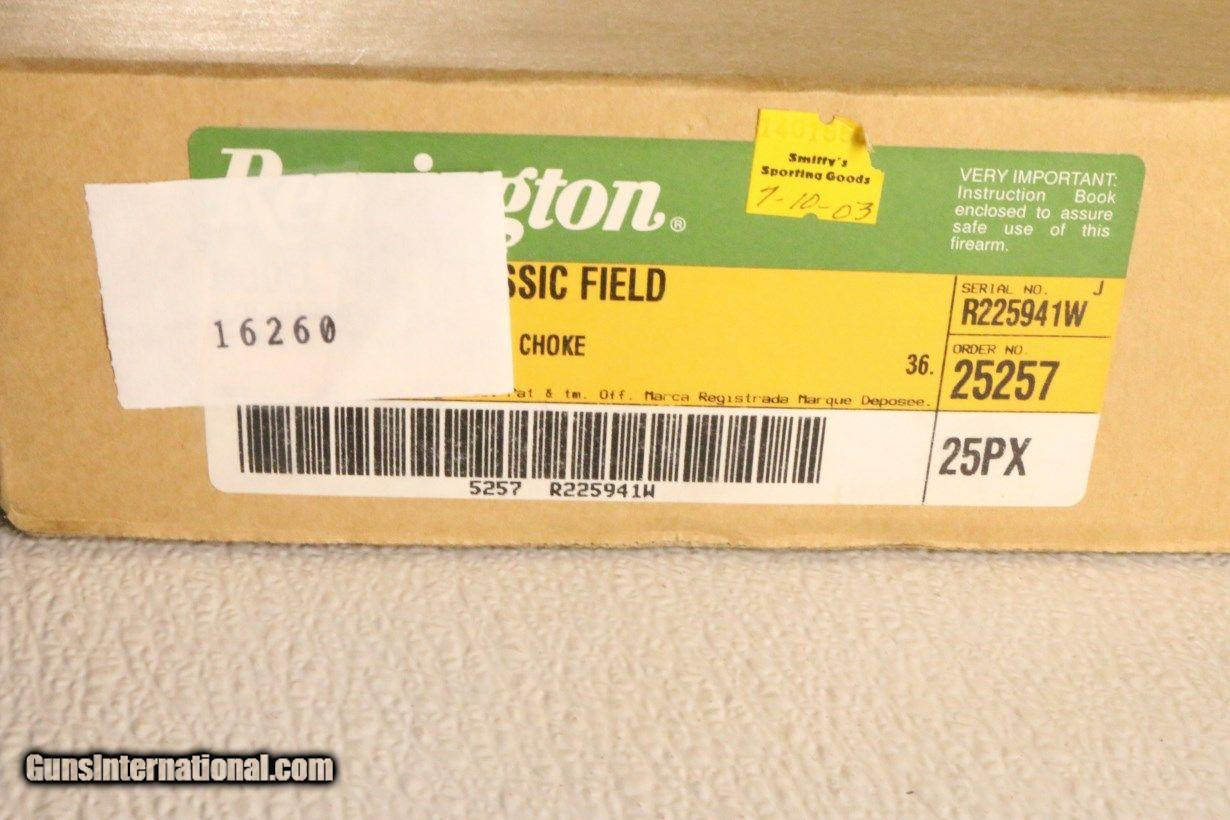 Smiffy's
Sporting Goods
7-10-03
VERY IMPORTANT:
Instruction Book
enclosed to assure
safe use of this
firearm.
SSIC FIELD
SERIAL NO. J
R225941W
16260
CHOKE
36.
ORDER NO.
25257
Pat & tm. Off. Marca Registrada Marque Deposee.
25PX
5257 R225941W
GunsInternational.com